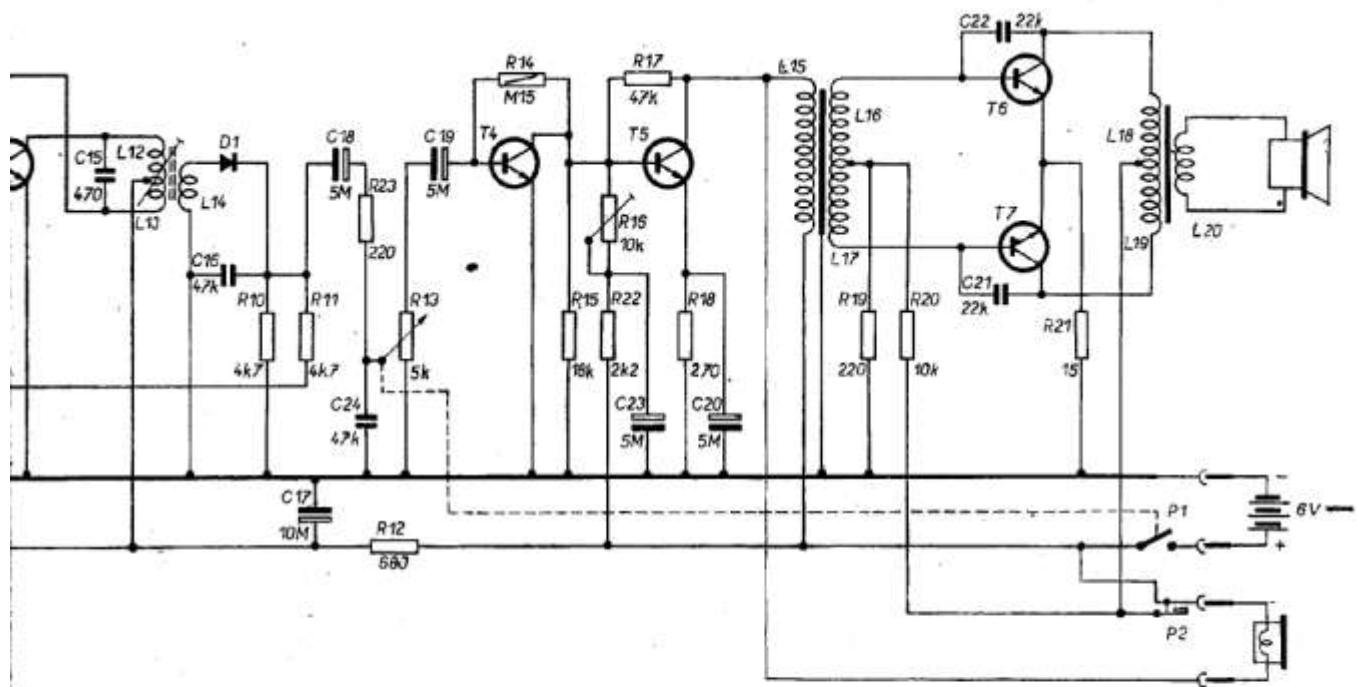 C22
22k
T6
L15
L16
L18
R14
M15
R17
47k
C18
5M
C19
5M
T4
T5
D1
C15
470
L12
L13
L14
R23
220
R16
10k
T7
L17
L19
L20
C16
47k
C21
22k
R10
4k7
R11
4k7
R13
5k
R15
18k
R22
2k2
R18
270
R19
220
R20
10k
R21
15
C24
47k
C23
5M
C20
5M
-
C17
10M
R12
680
P1
6V
+
-
P2